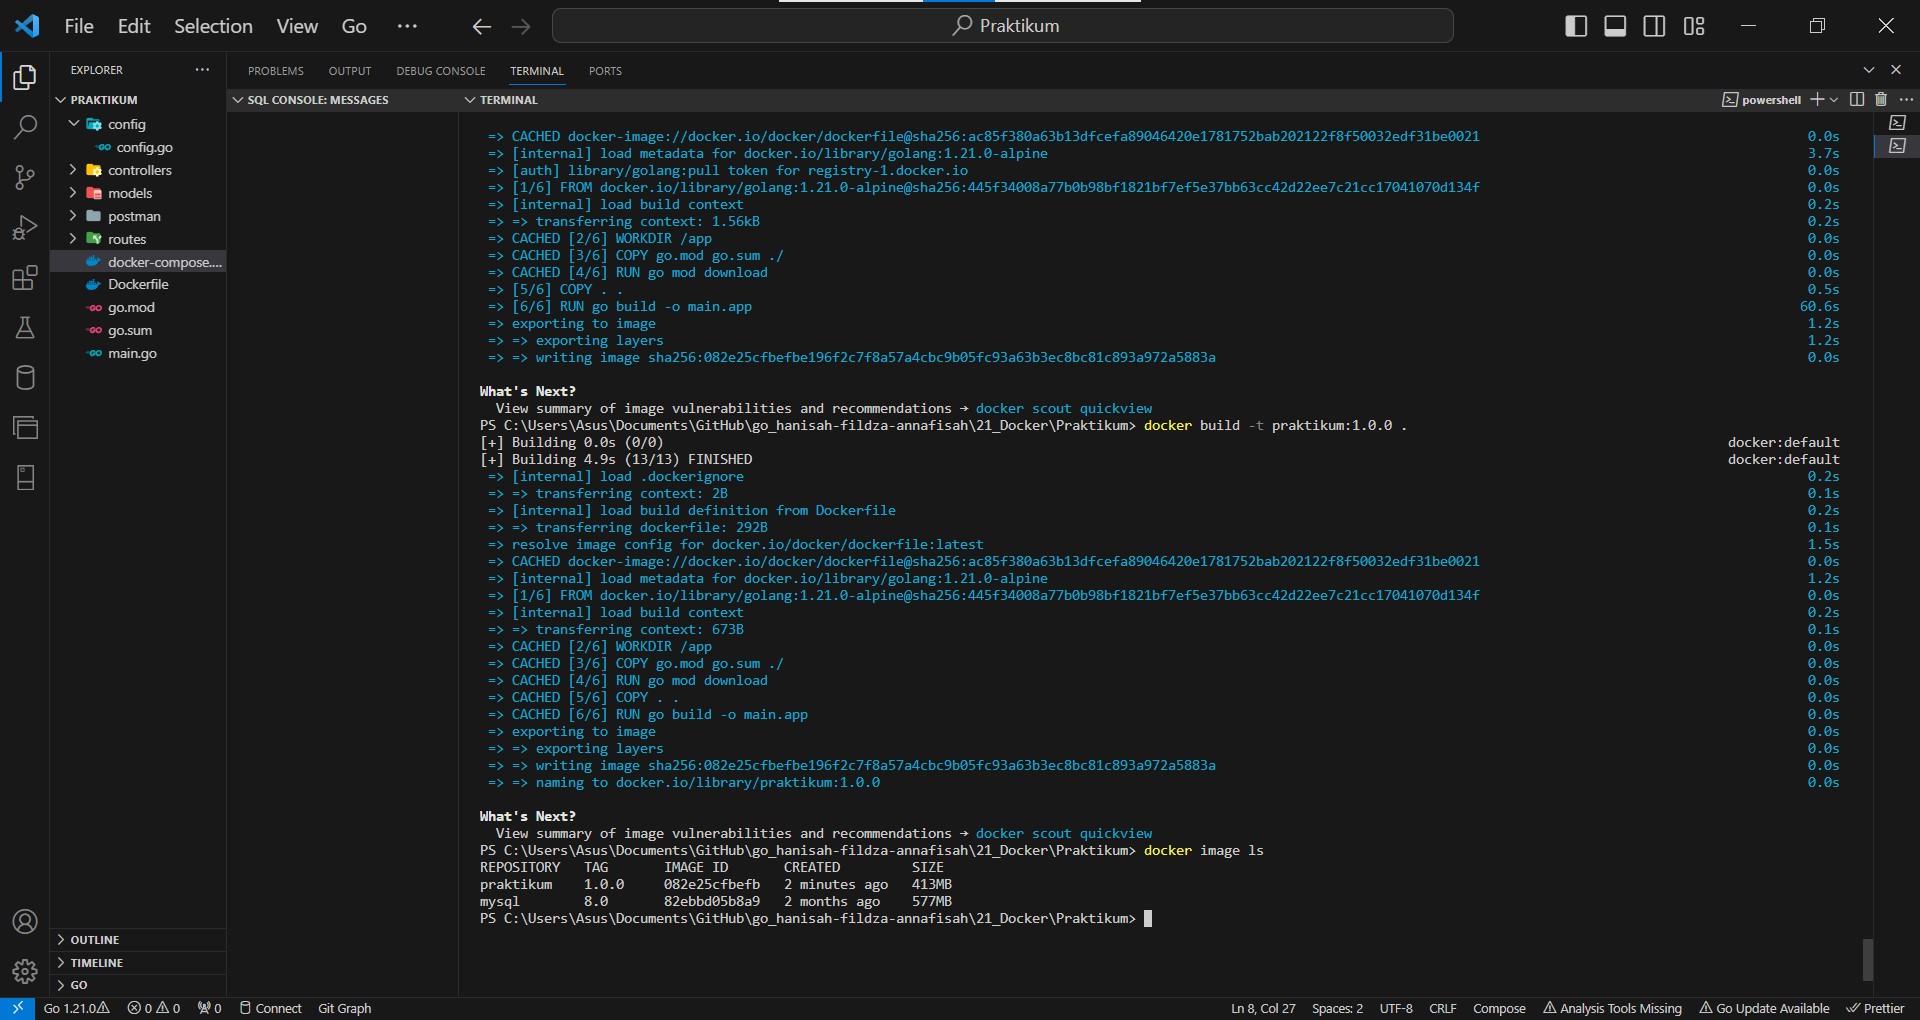 File Edit Selection View Go ··· Praktikum
EXPLORER ···
PRAKTIKUM
config
config.go
controllers
models
postman
routes
docker-compose....
Dockerfile
go.mod
go.sum
main.go
OUTLINE
TIMELINE
GO
PROBLEMS OUTPUT DEBUG CONSOLE TERMINAL PORTS
SQL CONSOLE: MESSAGES
TERMINAL
powershell
=> CACHED docker-image://docker.io/docker/dockerfile@sha256:ac85f380a63b13dfcefa89046420e1781752bab202122f8f50032edf31be0021 0.0s
=> [internal] load metadata for docker.io/library/golang:1.21.0-alpine 3.7s
=> [auth] library/golang:pull token for registry-1.docker.io 0.0s
=> [1/6] FROM docker.io/library/golang:1.21.0-alpine@sha256:445f34008a77b0b98bf1821bf7ef5e37bb63cc42d22ee7c21cc17041070d134f 0.0s
=> [internal] load build context 0.2s
=> => transferring context: 1.56kB 0.2s
=> CACHED [2/6] WORKDIR /app 0.0s
=> CACHED [3/6] COPY go.mod go.sum ./ 0.0s
=> CACHED [4/6] RUN go mod download 0.0s
=> [5/6] COPY . . 0.5s
=> [6/6] RUN go build -o main.app 60.6s
=> exporting to image 1.2s
=> => exporting layers 1.2s
=> => writing image sha256:082e25cfbefbe196f2c7f8a57a4cbc9b05fc93a63b3ec8bc81c893a972a5883a 0.0s
What's Next?
View summary of image vulnerabilities and recommendations → docker scout quickview
PS C:\Users\Asus\Documents\GitHub\go_hanisah-fildza-annafisah\21_Docker\Praktikum> docker build -t praktikum:1.0.0 .
[+] Building 0.0s (0/0) docker:default
[+] Building 4.9s (13/13) FINISHED docker:default
=> [internal] load .dockerignore 0.2s
=> => transferring context: 2B 0.1s
=> [internal] load build definition from Dockerfile 0.2s
=> => transferring dockerfile: 292B 0.1s
=> resolve image config for docker.io/docker/dockerfile:latest 1.5s
=> CACHED docker-image://docker.io/docker/dockerfile@sha256:ac85f380a63b13dfcefa89046420e1781752bab202122f8f50032edf31be0021 0.0s
=> [internal] load metadata for docker.io/library/golang:1.21.0-alpine 1.2s
=> [1/6] FROM docker.io/library/golang:1.21.0-alpine@sha256:445f34008a77b0b98bf1821bf7ef5e37bb63cc42d22ee7c21cc17041070d134f 0.0s
=> [internal] load build context 0.2s
=> => transferring context: 673B 0.1s
=> CACHED [2/6] WORKDIR /app 0.0s
=> CACHED [3/6] COPY go.mod go.sum ./ 0.0s
=> CACHED [4/6] RUN go mod download 0.0s
=> CACHED [5/6] COPY . . 0.0s
=> CACHED [6/6] RUN go build -o main.app 0.0s
=> exporting to image 0.0s
=> => exporting layers 0.0s
=> => writing image sha256:082e25cfbefbe196f2c7f8a57a4cbc9b05fc93a63b3ec8bc81c893a972a5883a 0.0s
=> => naming to docker.io/library/praktikum:1.0.0 0.0s
What's Next?
View summary of image vulnerabilities and recommendations → docker scout quickview
PS C:\Users\Asus\Documents\GitHub\go_hanisah-fildza-annafisah\21_Docker\Praktikum> docker image ls
REPOSITORY TAG IMAGE ID CREATED SIZE
praktikum 1.0.0 082e25cfbefb 2 minutes ago 413MB
mysql 8.0 82ebbd05b8a9 2 months ago 577MB
PS C:\Users\Asus\Documents\GitHub\go_hanisah-fildza-annafisah\21_Docker\Praktikum>
Go 1.21.0 0 0 0 Connect Git Graph Ln 8, Col 27 Spaces: 2 UTF-8 CRLF Compose Analysis Tools Missing Go Update Available Prettier